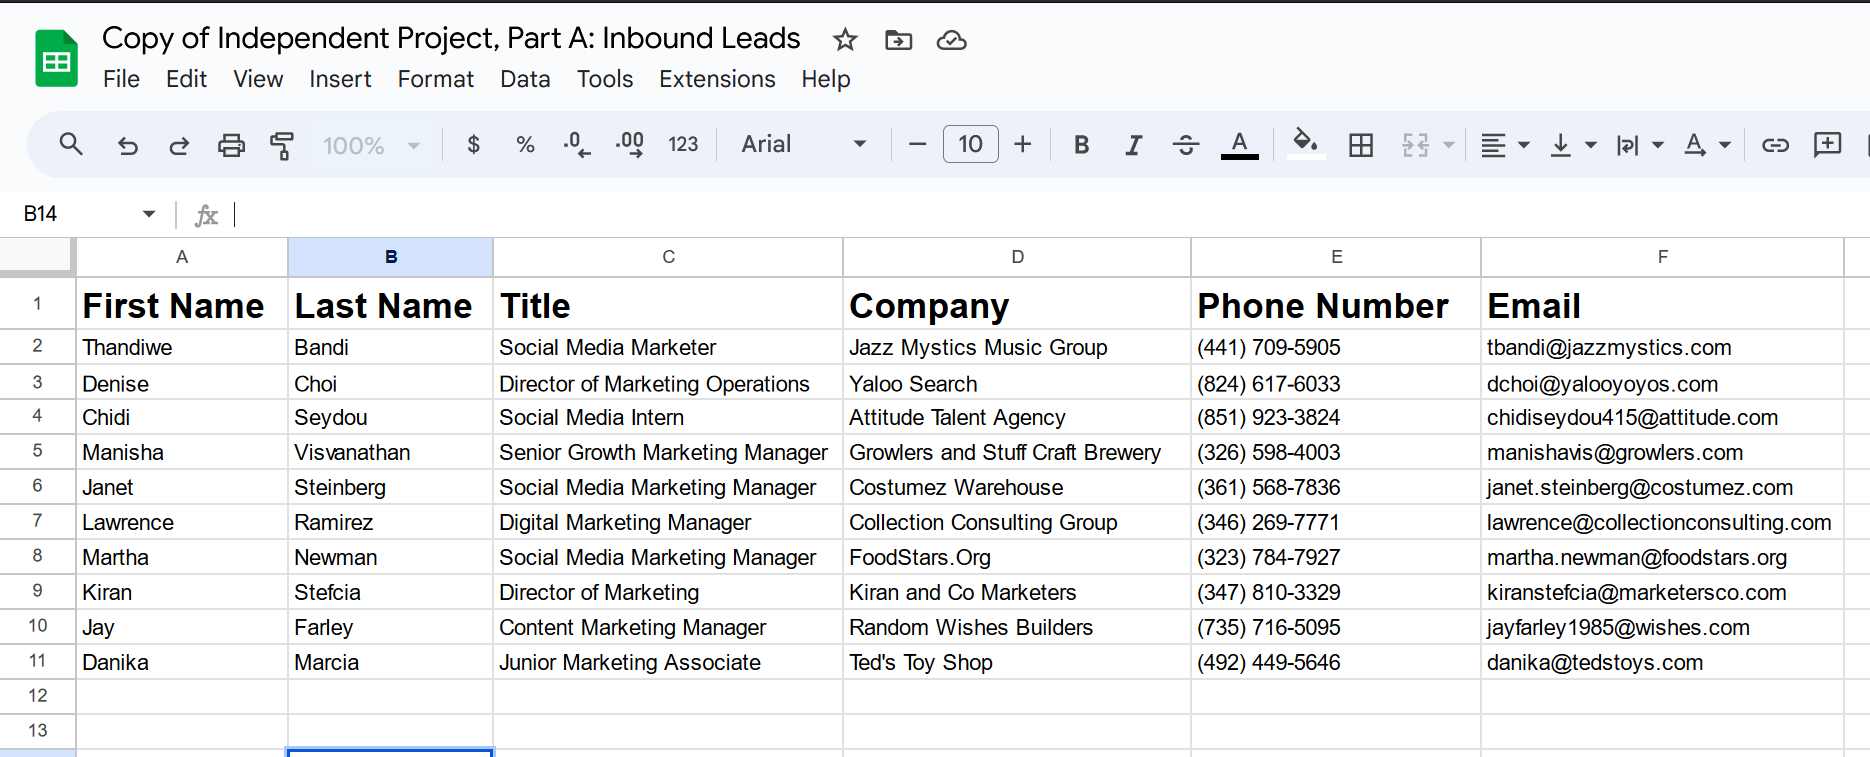 Copy of Independent Project, Part A: Inbound Leads
File Edit View Insert Format Data Tools Extensions Help
100% $ % .0 .00 123 Arial 10 B I S A A
B14 fx
A B C D E F
1 First Name Last Name Title Company Phone Number Email
2 Thandiwe Bandi Social Media Marketer Jazz Mystics Music Group (441) 709-5905 tbandi@jazzmystics.com
3 Denise Choi Director of Marketing Operations Yaloo Search (824) 617-6033 dchoi@yalooyoyos.com
4 Chidi Seydou Social Media Intern Attitude Talent Agency (851) 923-3824 chidiseydou415@attitude.com
5 Manisha Visvanathan Senior Growth Marketing Manager Growlers and Stuff Craft Brewery (326) 598-4003 manishavis@growlers.com
6 Janet Steinberg Social Media Marketing Manager Costumez Warehouse (361) 568-7836 janet.steinberg@costumez.com
7 Lawrence Ramirez Digital Marketing Manager Collection Consulting Group (346) 269-7771 lawrence@collectionconsulting.com
8 Martha Newman Social Media Marketing Manager FoodStars.Org (323) 784-7927 martha.newman@foodstars.org
9 Kiran Stefcia Director of Marketing Kiran and Co Marketers (347) 810-3329 kiranstefcia@marketersco.com
10 Jay Farley Content Marketing Manager Random Wishes Builders (735) 716-5095 jayfarley1985@wishes.com
11 Danika Marcia Junior Marketing Associate Ted's Toy Shop (492) 449-5646 danika@tedstoys.com
12
13